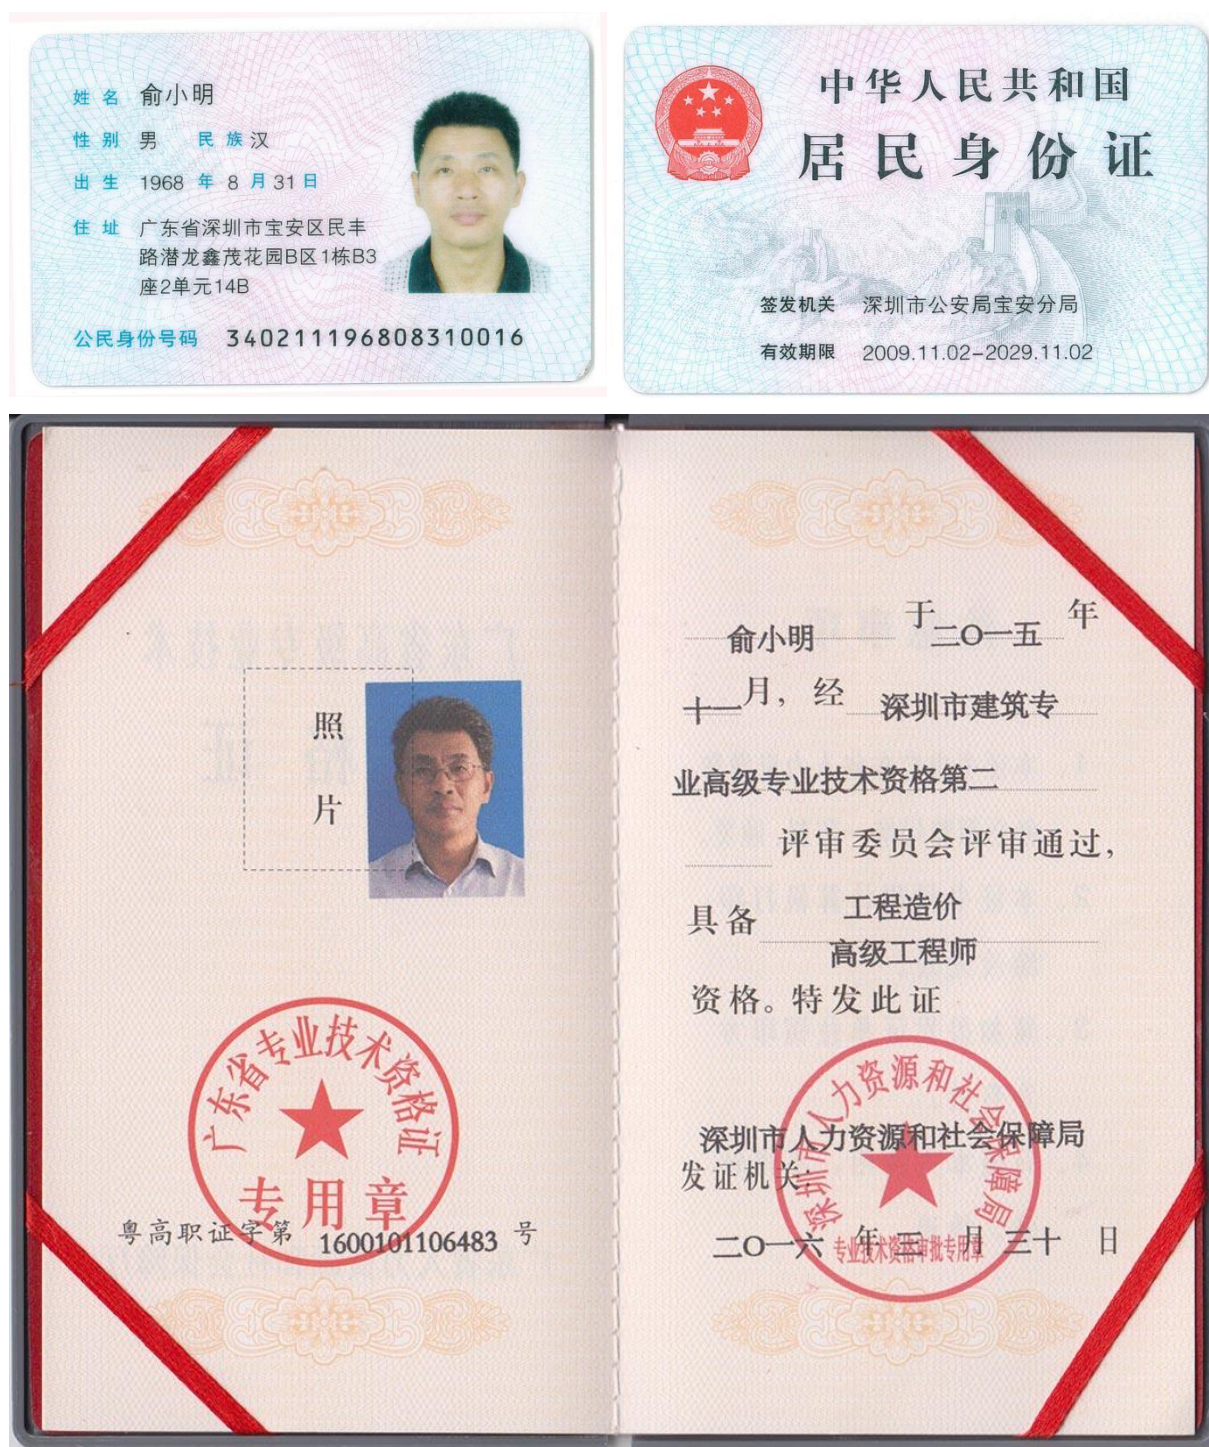 姓名 俞小明
性别 男 民族 汉
出生 1968 年 8 月 31 日
住址 广东省深圳市宝安区民丰
路潜龙鑫茂花园B区1栋B3
座2单元14B
公民身份号码 340211196808310016
中华人民共和国
居民身份证
签发机关 深圳市公安局宝安分局
有效期限 2009.11.02-2029.11.02
照
片
广东省专业技术资格证
专用章
粤高职证字第 1600101106483 号
俞小明 于 二O一五 年
十一 月，经 深圳市建筑专
业高级专业技术资格第二
评审委员会评审通过，
具备 工程造价
高级工程师
资格。特发此证
深圳市人力资源和社会保障局
发证机关：
二O一六 年 三 月 三十 日
深圳市人力资源和社会保障局
专业技术资格审批专用章